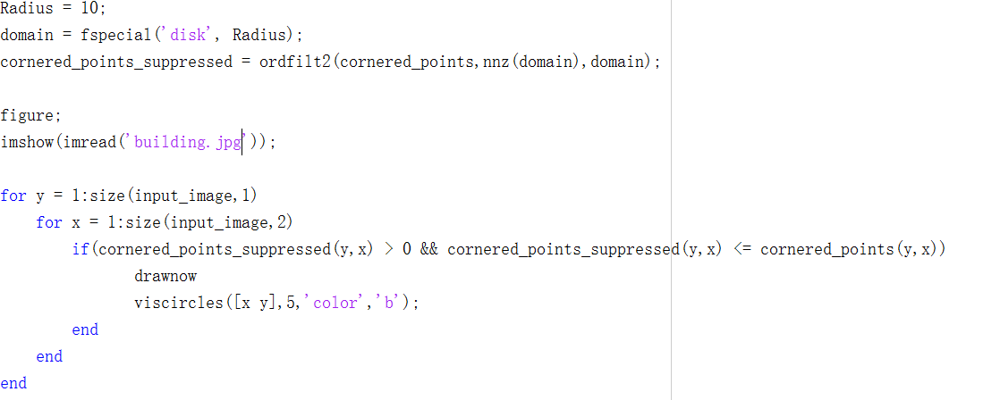 Radius = 10;
domain = fspecial('disk', Radius);
cornered_points_suppressed = ordfilt2(cornered_points,nnz(domain),domain);
figure;
imshow(imread('building.jpg'));
for y = 1:size(input_image,1)
for x = 1:size(input_image,2)
if(cornered_points_suppressed(y,x) > 0 && cornered_points_suppressed(y,x) <= cornered_points(y,x))
drawnow
viscircles([x y],5,'color','b');
end
end
end